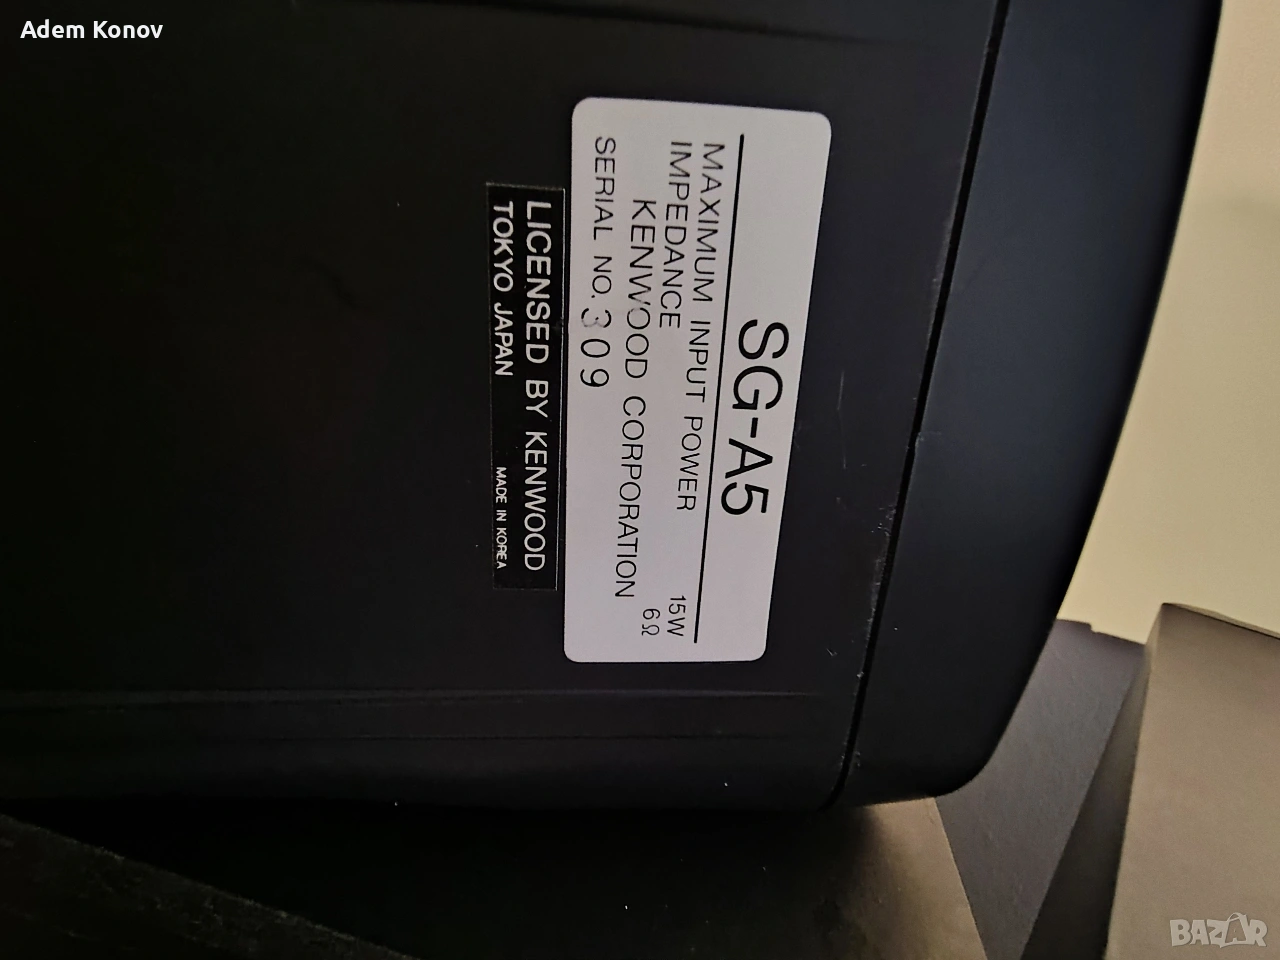 Adem Konov
SG-A5
MAXIMUM INPUT POWER 15W
IMPEDANCE 6Ω
KENWOOD CORPORATION
SERIAL NO. 309
LICENSED BY KENWOOD
TOKYO JAPAN MADE IN KOREA
BAZAR